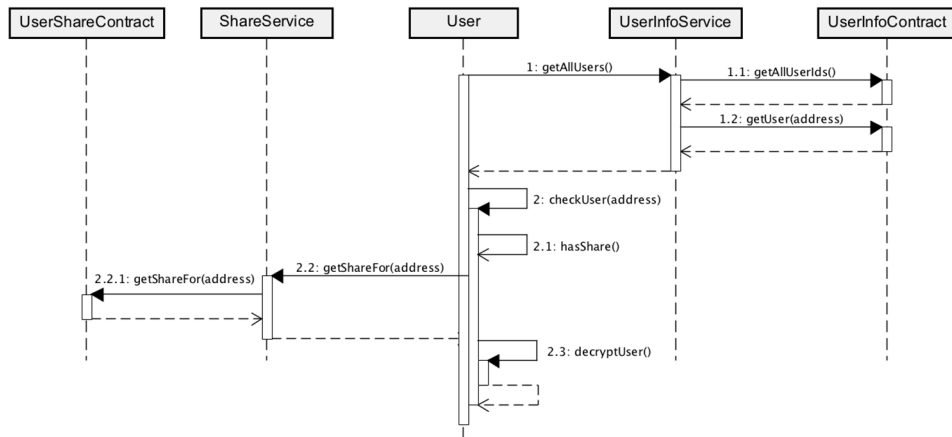 UserShareContract
ShareService
User
UserInfoService
UserInfoContract
1: getAllUsers()
1.1: getAllUserIds()
1.2: getUser(address)
2: checkUser(address)
2.1: hasShare()
2.2: getShareFor(address)
2.2.1: getShareFor(address)
2.3: decryptUser()